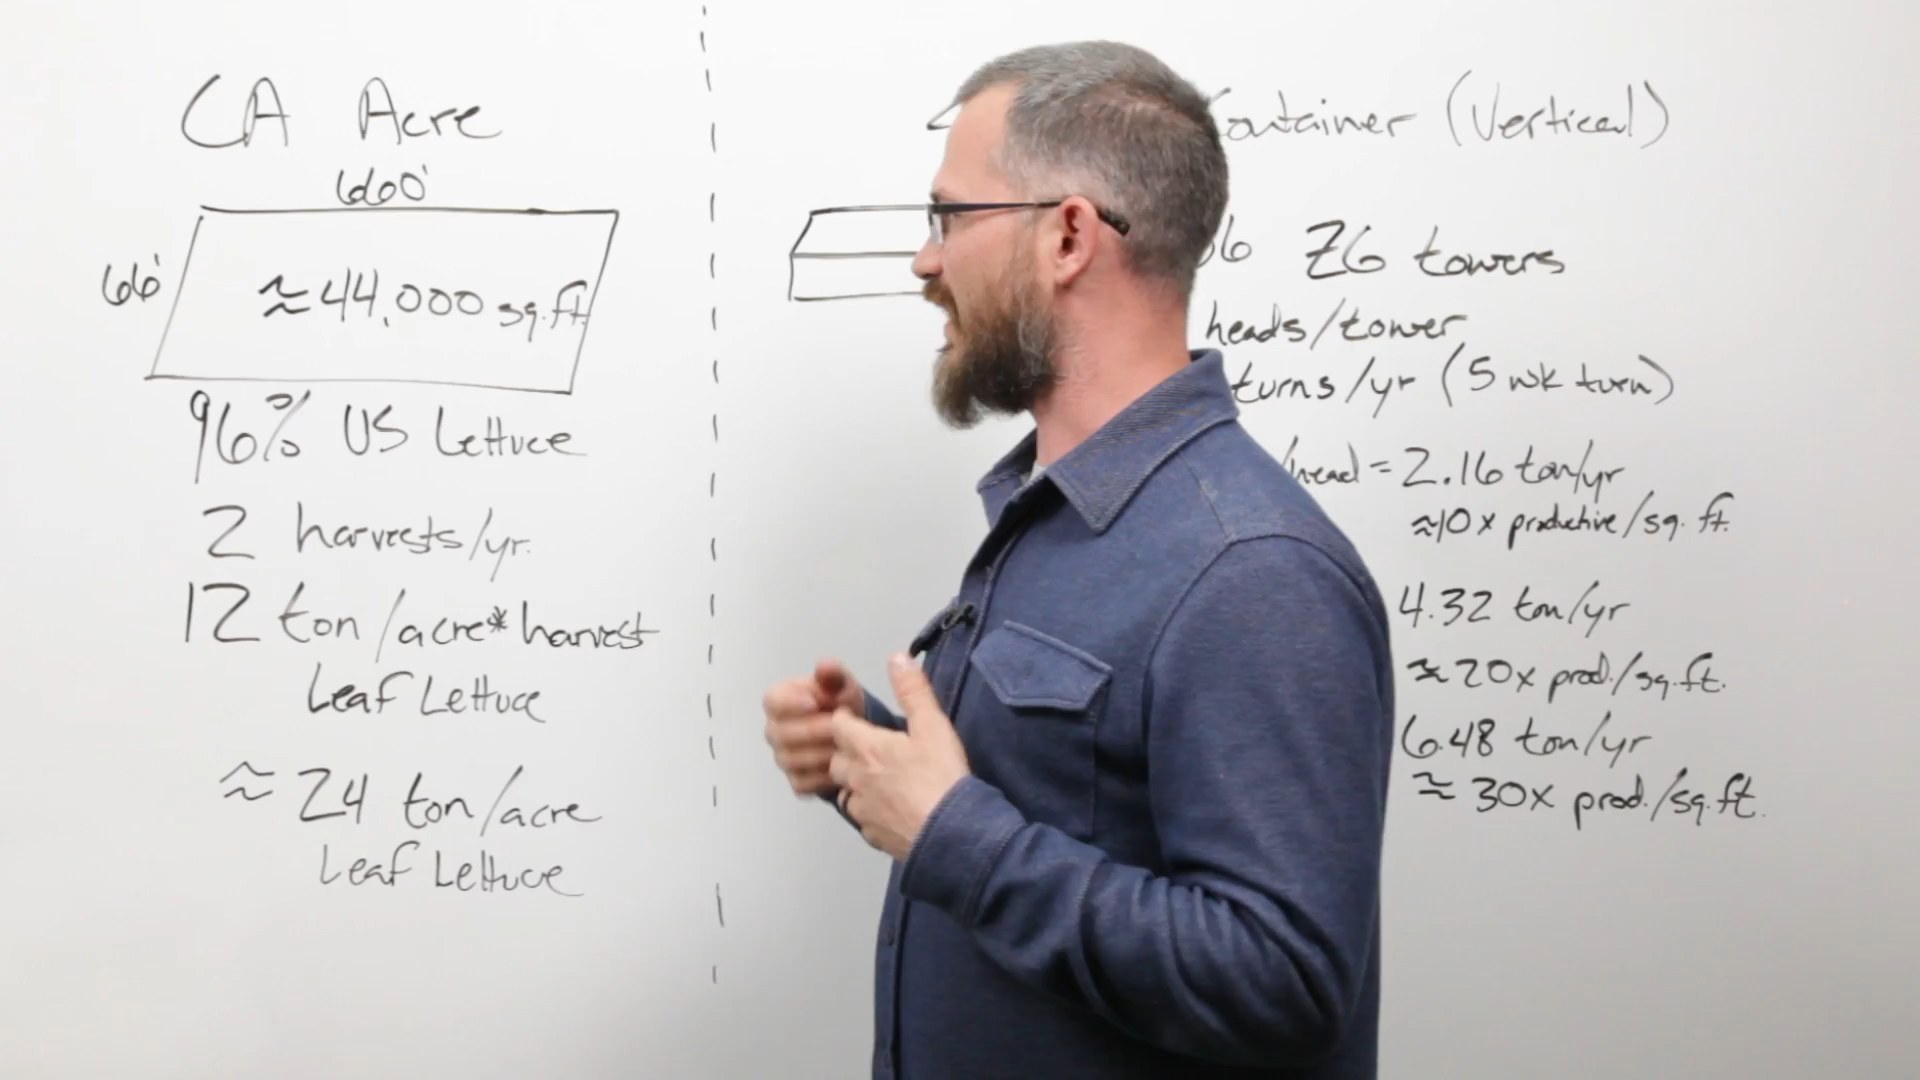 CA Acre
660'
66'
≈44,000 sq.ft.
96% US Lettuce
2 harvests/yr.
12 ton/acre*harvest
Leaf Lettuce
≈ 24 ton/acre
Leaf Lettuce
(Vertical)
Z6 towers
heads/tower
turns/yr (5 wk turn)
/head = 2.16 ton/yr
≈10x productive/sq. ft.
4.32 ton/yr
≈20x prod./sq.ft.
6.48 ton/yr
≈ 30x prod./sq.ft.